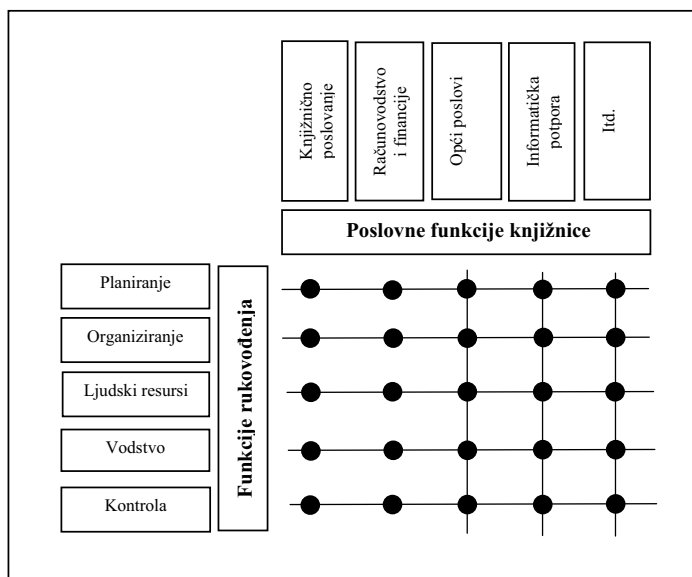 Knjižnično
poslovanje
Računovodstvo
i financije
Opći poslovi
Informatička
potpora
Itd.
Poslovne funkcije knjižnice
Planiranje
Organiziranje
Ljudski resursi
Vodstvo
Kontrola
Funkcije rukovođenja